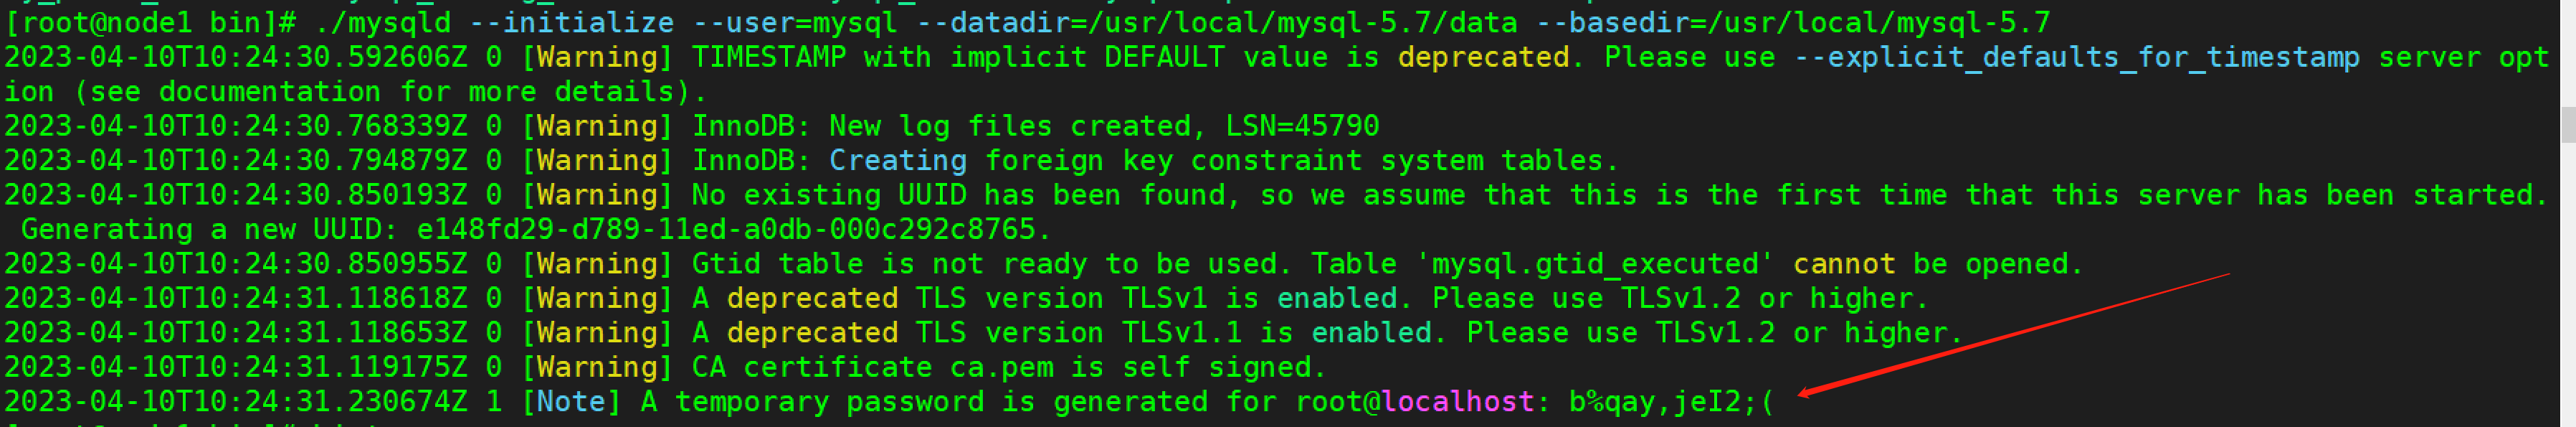 [root@node1 bin]# ./mysqld --initialize --user=mysql --datadir=/usr/local/mysql-5.7/data --basedir=/usr/local/mysql-5.7
2023-04-10T10:24:30.592606Z 0 [Warning] TIMESTAMP with implicit DEFAULT value is deprecated. Please use --explicit_defaults_for_timestamp server opt
ion (see documentation for more details).
2023-04-10T10:24:30.768339Z 0 [Warning] InnoDB: New log files created, LSN=45790
2023-04-10T10:24:30.794879Z 0 [Warning] InnoDB: Creating foreign key constraint system tables.
2023-04-10T10:24:30.850193Z 0 [Warning] No existing UUID has been found, so we assume that this is the first time that this server has been started.
 Generating a new UUID: e148fd29-d789-11ed-a0db-000c292c8765.
2023-04-10T10:24:30.850955Z 0 [Warning] Gtid table is not ready to be used. Table 'mysql.gtid_executed' cannot be opened.
2023-04-10T10:24:31.118618Z 0 [Warning] A deprecated TLS version TLSv1 is enabled. Please use TLSv1.2 or higher.
2023-04-10T10:24:31.118653Z 0 [Warning] A deprecated TLS version TLSv1.1 is enabled. Please use TLSv1.2 or higher.
2023-04-10T10:24:31.119175Z 0 [Warning] CA certificate ca.pem is self signed.
2023-04-10T10:24:31.230674Z 1 [Note] A temporary password is generated for root@localhost: b%qay,jeI2;(